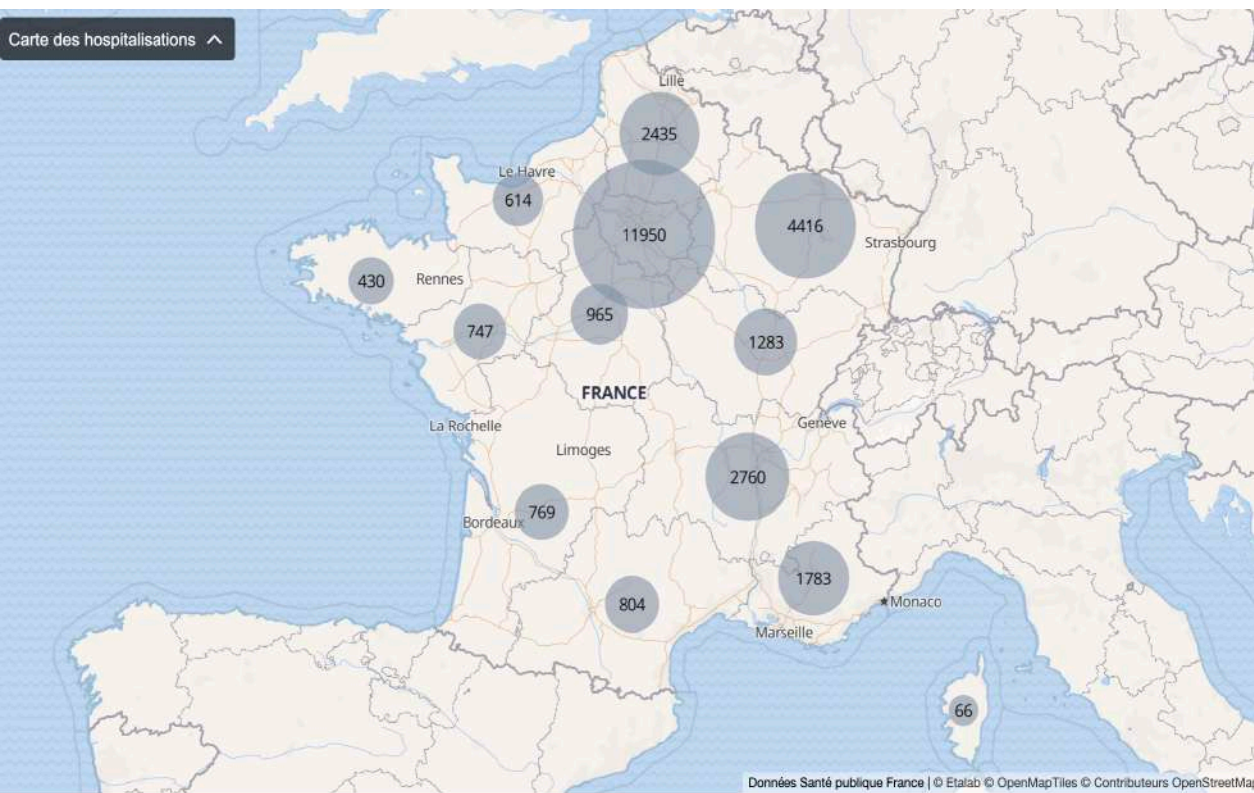 Carte des hospitalisations
Lille
2435
Le Havre
614
11950
4416
Strasbourg
430
Rennes
747
965
1283
FRANCE
La Rochelle
Genève
Limoges
2760
769
Bordeaux
1783
804
Monaco
Marseille
66
Données Santé publique France | © Etalab © OpenMapTiles © Contributeurs OpenStreetMap